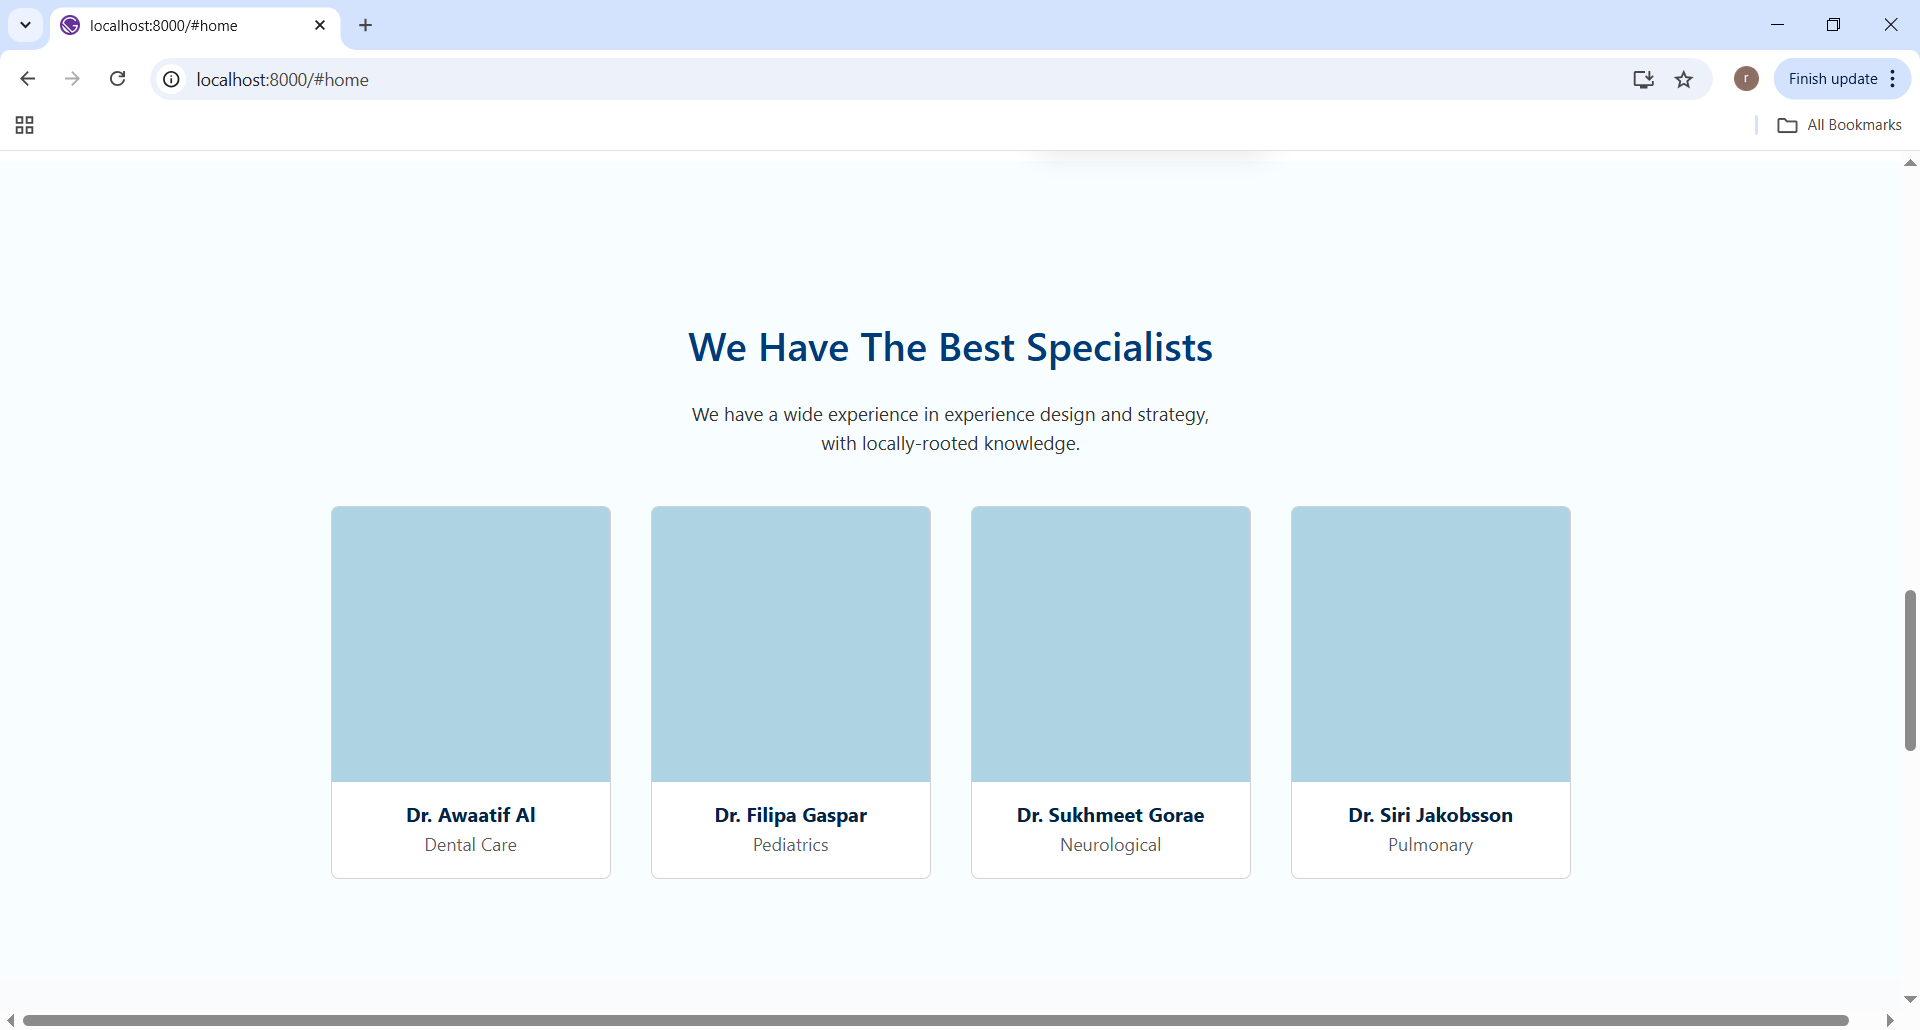 localhost:8000/#home
localhost:8000/#home
r
Finish update
All Bookmarks
We Have The Best Specialists
We have a wide experience in experience design and strategy,
with locally-rooted knowledge.
Dr. Awaatif Al
Dental Care
Dr. Filipa Gaspar
Pediatrics
Dr. Sukhmeet Gorae
Neurological
Dr. Siri Jakobsson
Pulmonary